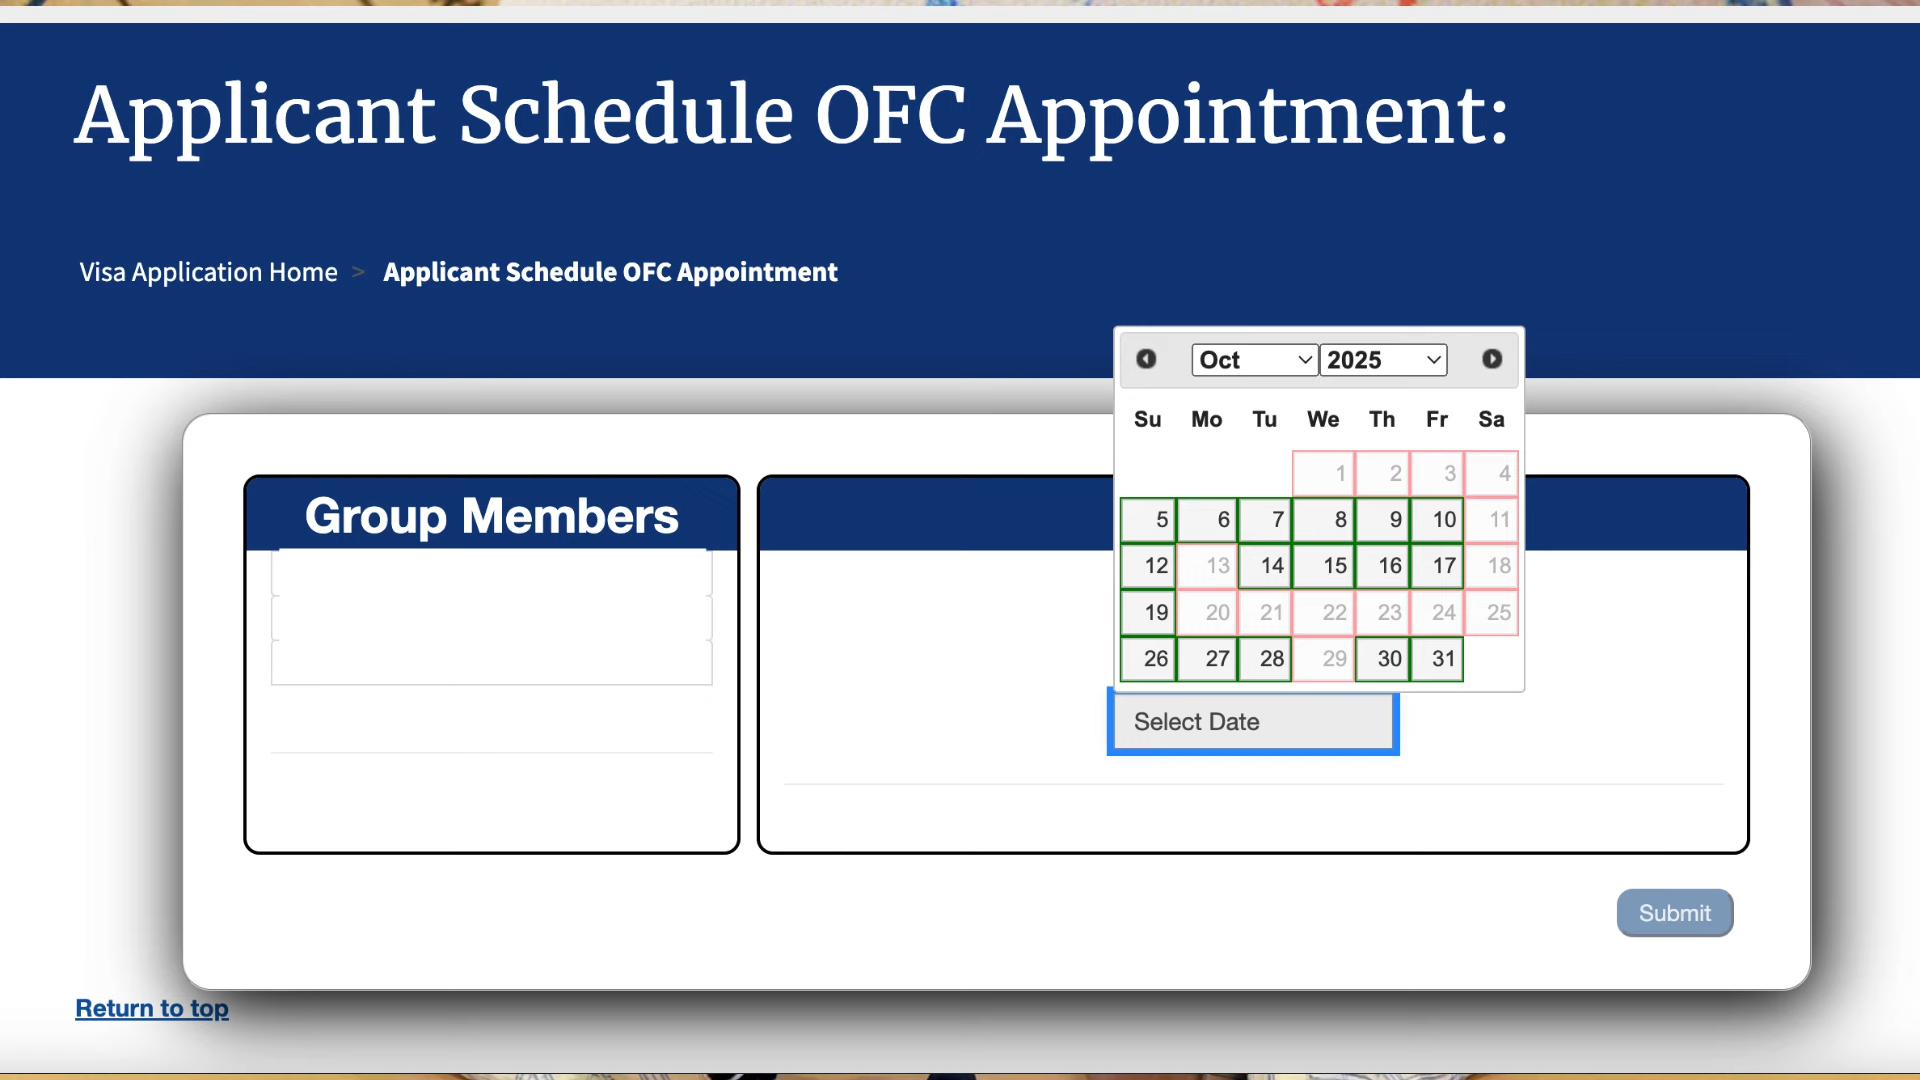 Applicant Schedule OFC Appointment:
Visa Application Home > Applicant Schedule OFC Appointment
Oct 2025
Su Mo Tu We Th Fr Sa
1 2 3 4
5 6 7 8 9 10 11
12 13 14 15 16 17 18
19 20 21 22 23 24 25
26 27 28 29 30 31
Group Members
Select Date
Submit
Return to top